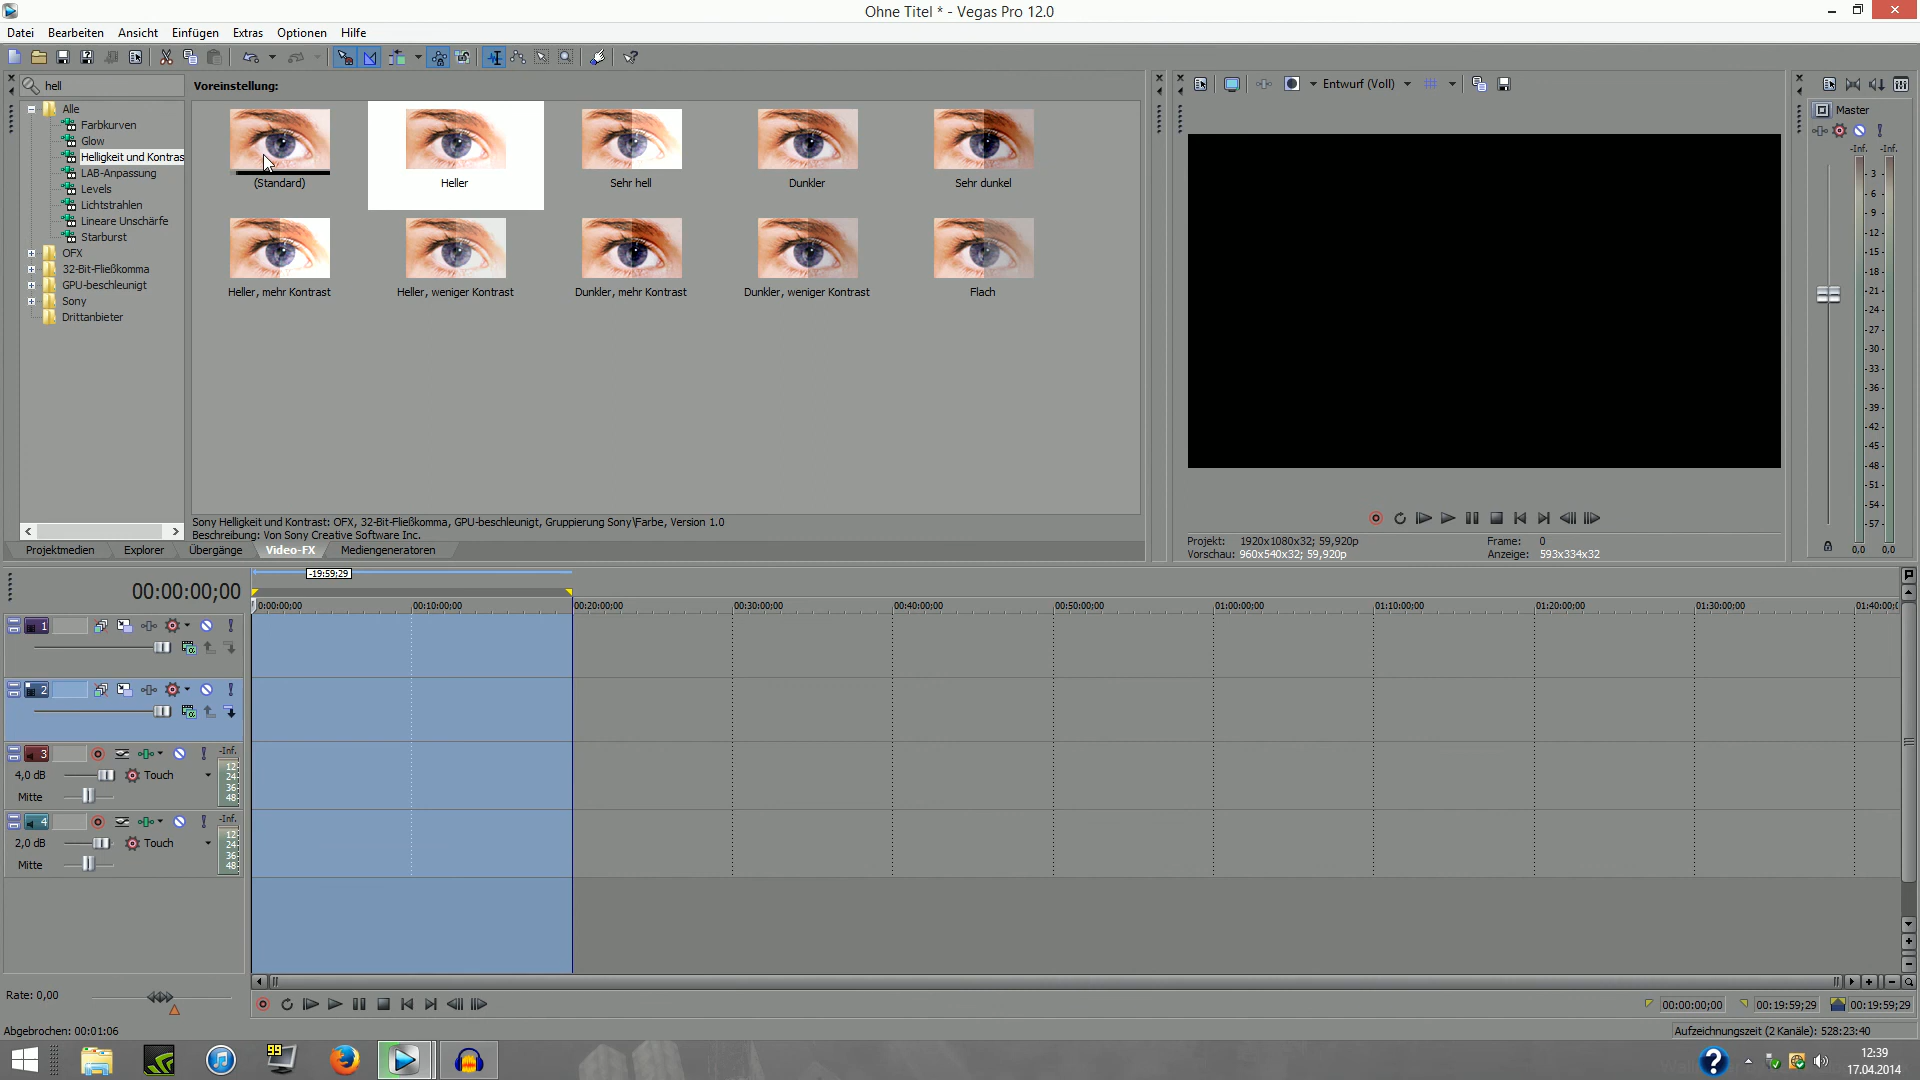 Ohne Titel * - Vegas Pro 12.0
Datei Bearbeiten Ansicht Einfügen Extras Optionen Hilfe
hell
Alle
Farbkurven
Glow
Helligkeit und Kontras
LAB-Anpassung
Levels
Lichtstrahlen
Lineare Unschärfe
Starburst
OFX
32-Bit-Fließkomma
GPU-beschleunigt
Sony
Drittanbieter
Voreinstellung:
(Standard) Heller Sehr hell Dunkler Sehr dunkel
Heller, mehr Kontrast Heller, weniger Kontrast Dunkler, mehr Kontrast Dunkler, weniger Kontrast Flach
Sony Helligkeit und Kontrast: OFX, 32-Bit-Fließkomma, GPU-beschleunigt, Gruppierung Sony\Farbe, Version 1.0
Beschreibung: Von Sony Creative Software Inc.
Projektmedien Explorer Übergänge Video-FX Mediengeneratoren
Entwurf (Voll)
Projekt: 1920x1080x32; 59,920p Frame: 0
Vorschau: 960x540x32; 59,920p Anzeige: 593x334x32
Master
-Inf. -Inf.
3
6
9
-12-
-15-
-18-
-21-
-24-
-27-
-30-
-33-
-36-
-39-
-42-
-45-
-48-
-51-
-54-
-57-
0,0 0,0
00:00:00;00
-19:59;29
0:00:00;00 00:10:00;00 00:20:00;00 00:30:00;00 00:40:00;00 00:50:00;00 01:00:00;00 01:10:00;00 01:20:00;00 01:30:00;00 01:40:00;0
1
2
3 -Inf.
4,0 dB Touch
Mitte
12-
24-
36-
48-
4 -Inf.
2,0 dB Touch
Mitte
12-
24-
36-
48-
Rate: 0,00
00:00:00;00 00:19:59;29 00:19:59;29
Abgebrochen: 00:01:06
Aufzeichnungszeit (2 Kanäle): 528:23:40
99
12:39
17.04.2014